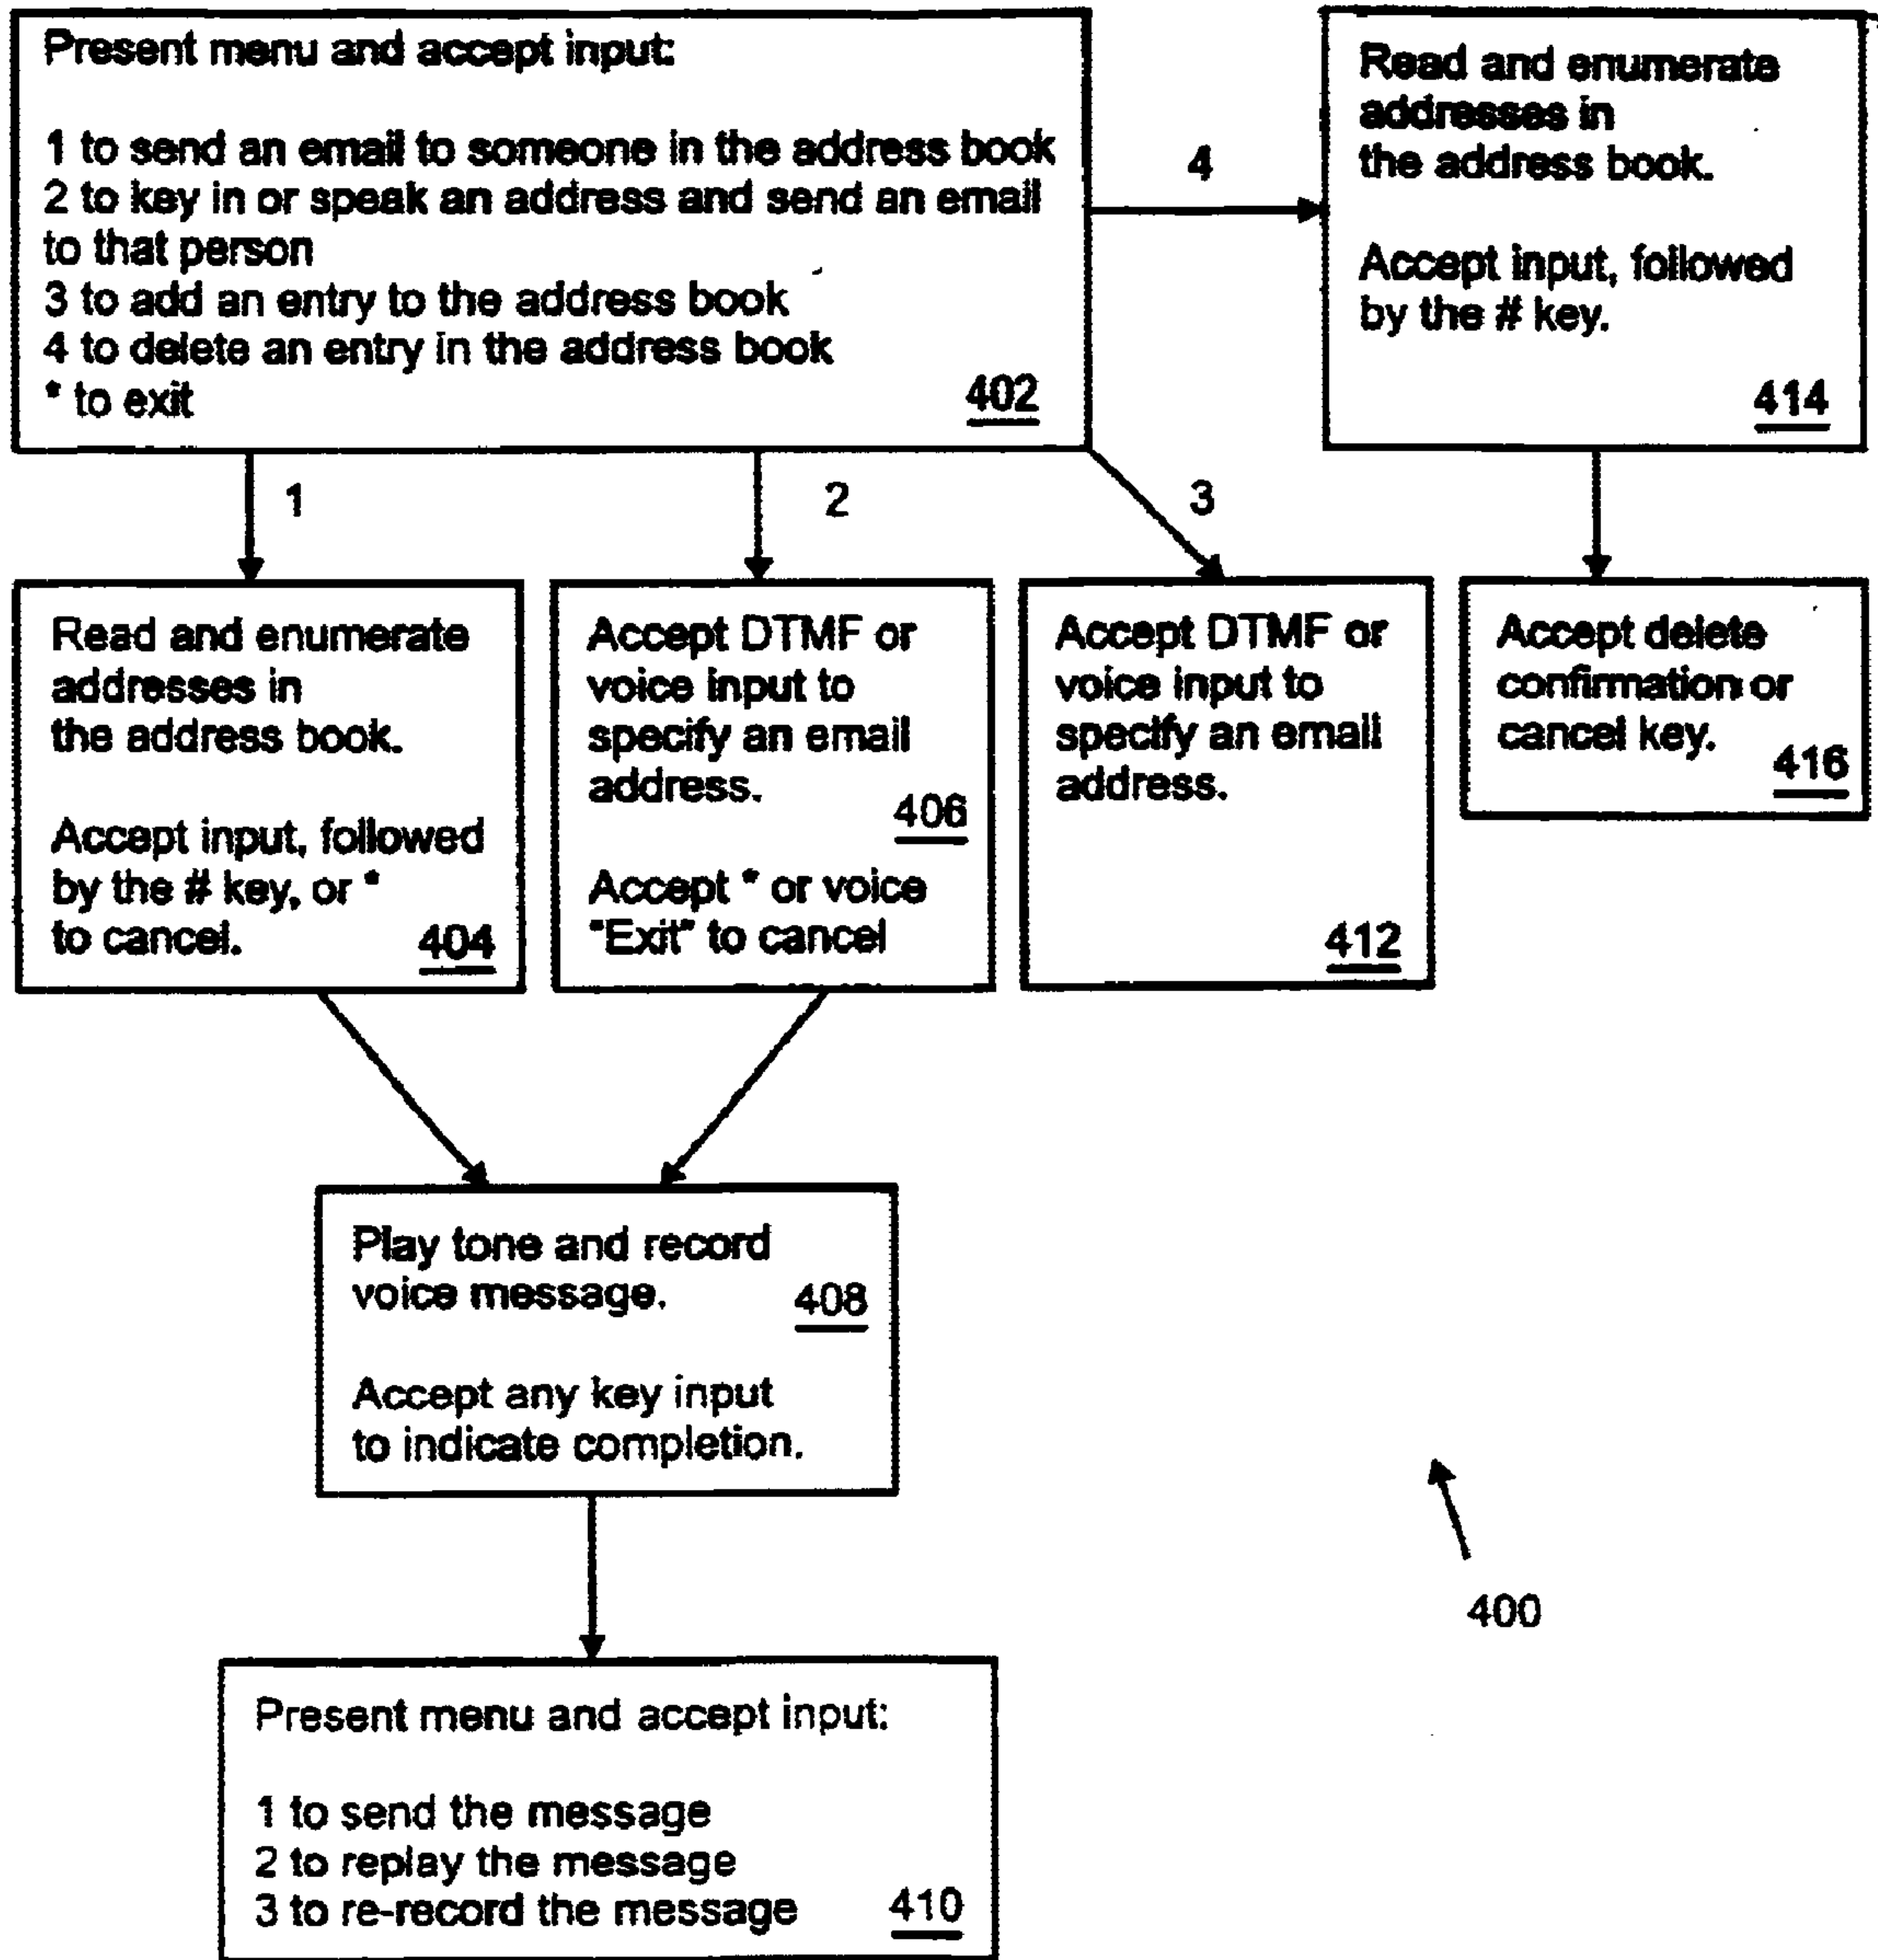 Present menu and accept input:
1 to send an email to someone in the address book
2 to key in or speak an address and send an email
to that person
3 to add an entry to the address book
4 to delete an entry in the address book
* to exit
402
4
Read and enumerate
addresses in
the address book.
Accept input, followed
by the # key.
414
1
2
3
Read and enumerate
addresses in
the address book.
Accept input, followed
by the # key, or *
to cancel.
404
Accept DTMF or
voice input to
specify an email
address.
406
Accept * or voice
"Exit" to cancel
Accept DTMF or
voice input to
specify an email
address.
412
Accept delete
confirmation or
cancel key.
416
Play tone and record
voice message.
408
Accept any key input
to indicate completion.
400
Present menu and accept input:
1 to send the message
2 to replay the message
3 to re-record the message
410